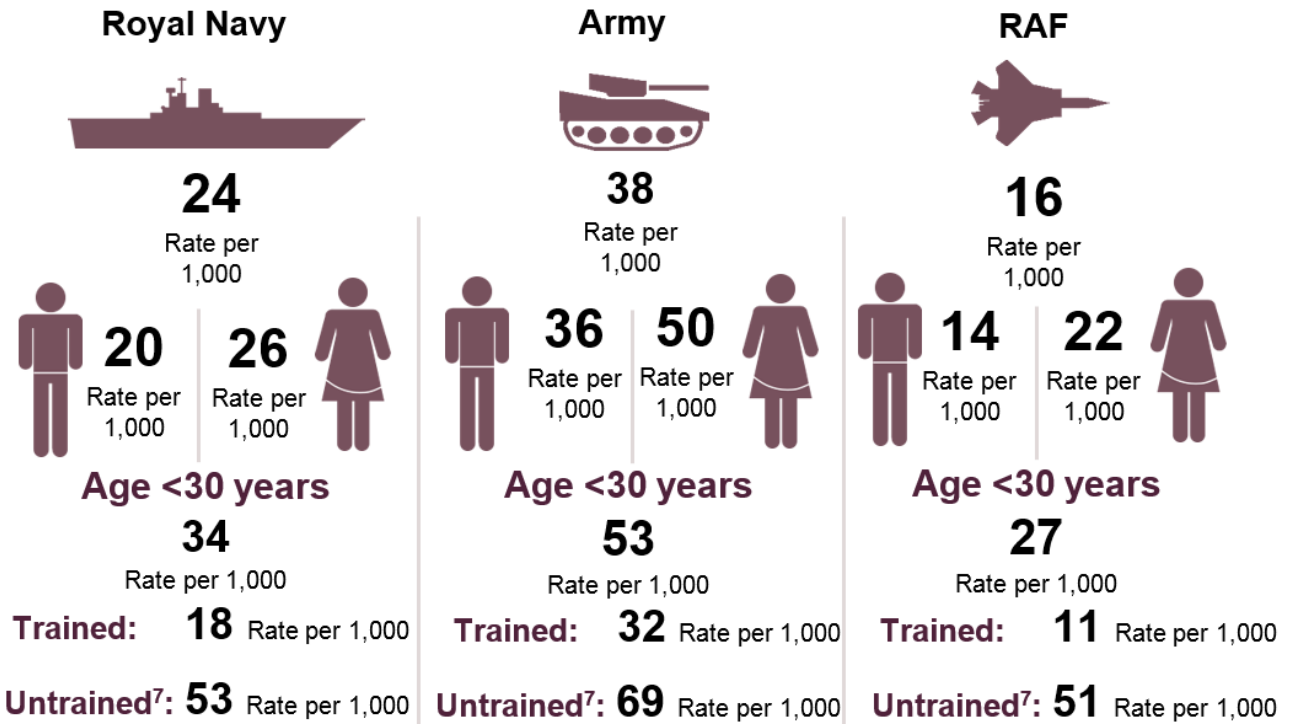 Royal Navy
24
Rate per
1,000
20
Rate per
1,000
26
Rate per
1,000
Age <30 years
34
Rate per 1,000
Trained: 18 Rate per 1,000
Untrained⁷: 53 Rate per 1,000
Army
38
Rate per
1,000
36
Rate per
1,000
50
Rate per
1,000
Age <30 years
53
Rate per 1,000
Trained: 32 Rate per 1,000
Untrained⁷: 69 Rate per 1,000
RAF
16
Rate per
1,000
14
Rate per
1,000
22
Rate per
1,000
Age <30 years
27
Rate per 1,000
Trained: 11 Rate per 1,000
Untrained⁷: 51 Rate per 1,000